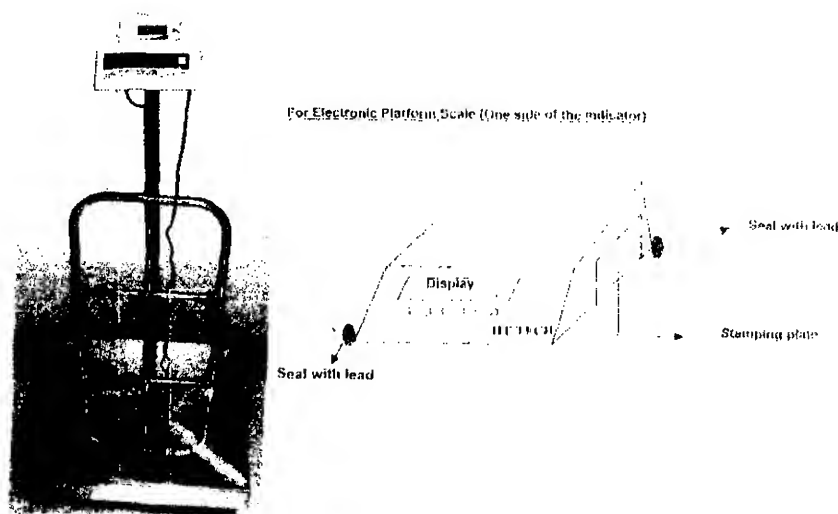 For Electronic Platform Scale (One side of the indicator)
Seal with lead
Display
Stamping plate
Seal with lead